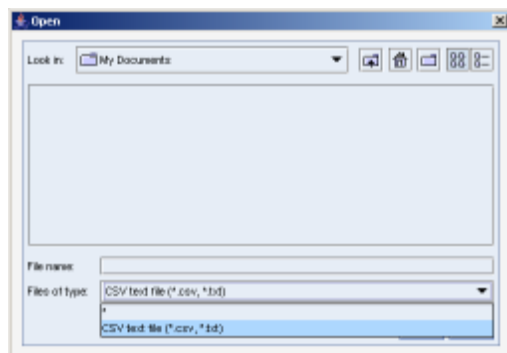 Open
Look in: My Documents
File name:
Files of type: CSV text file (*.csv, *.txt)
*
CSV text file (*.csv, *.txt)